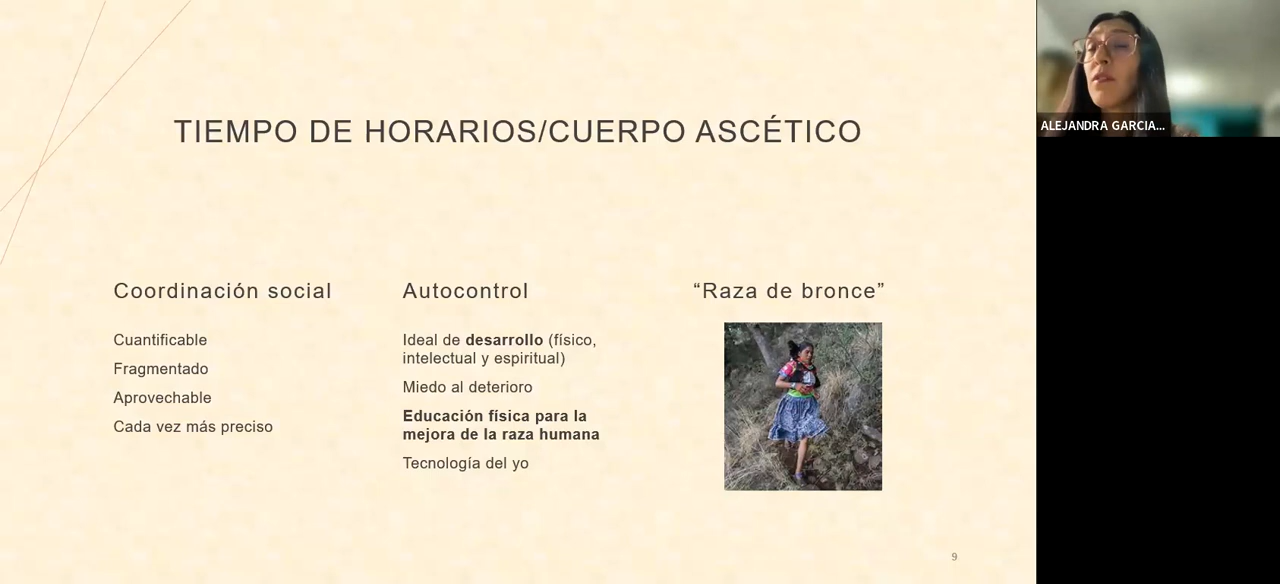 TIEMPO DE HORARIOS/CUERPO ASCÉTICO
Coordinación social
Cuantificable
Fragmentado
Aprovechable
Cada vez más preciso
Autocontrol
Ideal de desarrollo (físico,
intelectual y espiritual)
Miedo al deterioro
Educación física para la
mejora de la raza humana
Tecnología del yo
“Raza de bronce”
9
ALEJANDRA GARCIA...